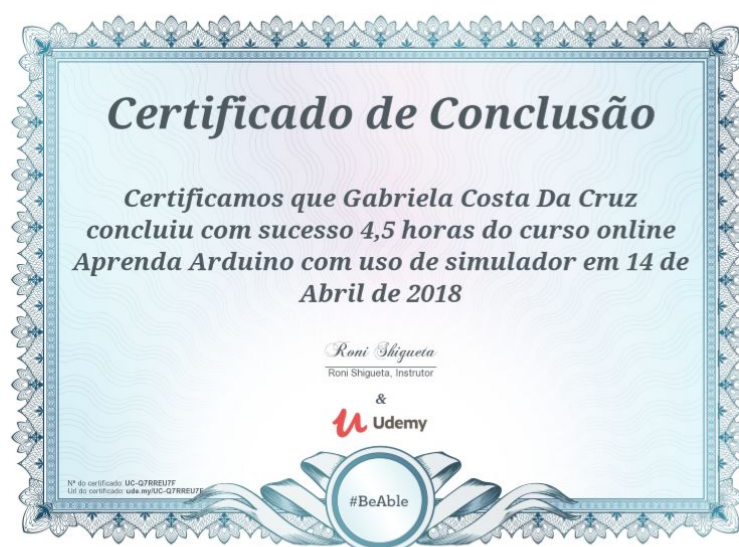 Certificado de Conclusão
Certificamos que Gabriela Costa Da Cruz
concluiu com sucesso 4,5 horas do curso online
Aprenda Arduino com uso de simulador em 14 de
Abril de 2018
Roni Shigueta
Roni Shigueta, Instrutor
&
Udemy
Nº do certificado: UC-Q7RREU7F
Url do certificado: ude.my/UC-Q7RREU7F
#BeAble